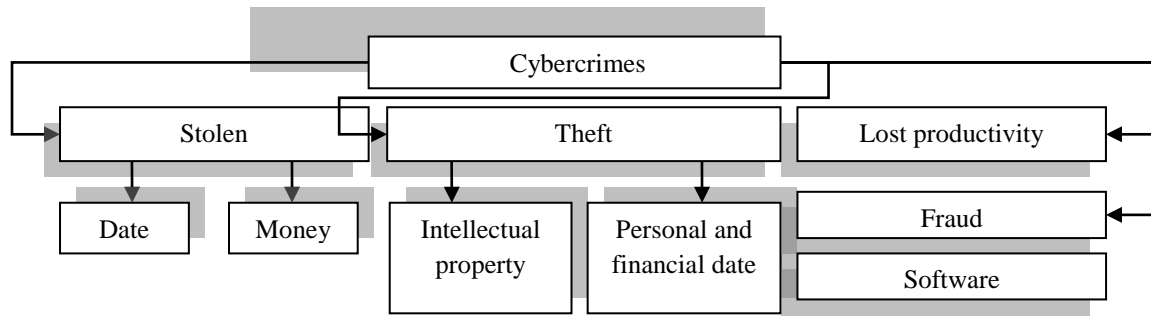 Cybercrimes
Stolen
Theft
Lost productivity
Date
Money
Intellectual
property
Personal and
financial date
Fraud
Software